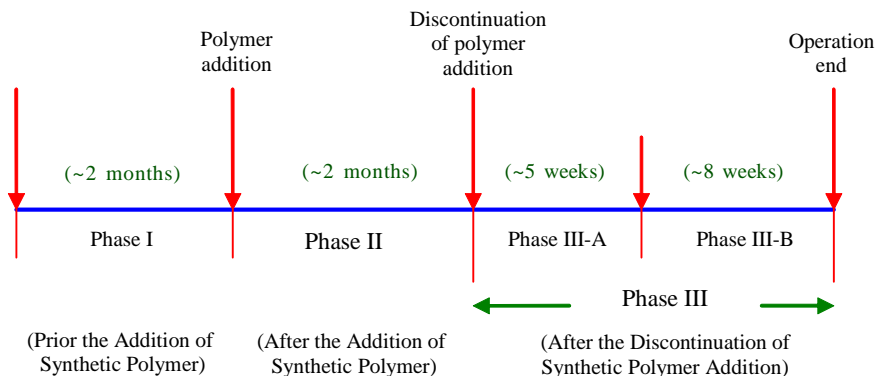 Polymer
addition
Discontinuation
of polymer
addition
Operation
end
(~2 months)
(~2 months)
(~5 weeks)
(~8 weeks)
Phase I
Phase II
Phase III-A
Phase III-B
Phase III
(Prior the Addition of
Synthetic Polymer)
(After the Addition of
Synthetic Polymer)
(After the Discontinuation of
Synthetic Polymer Addition)